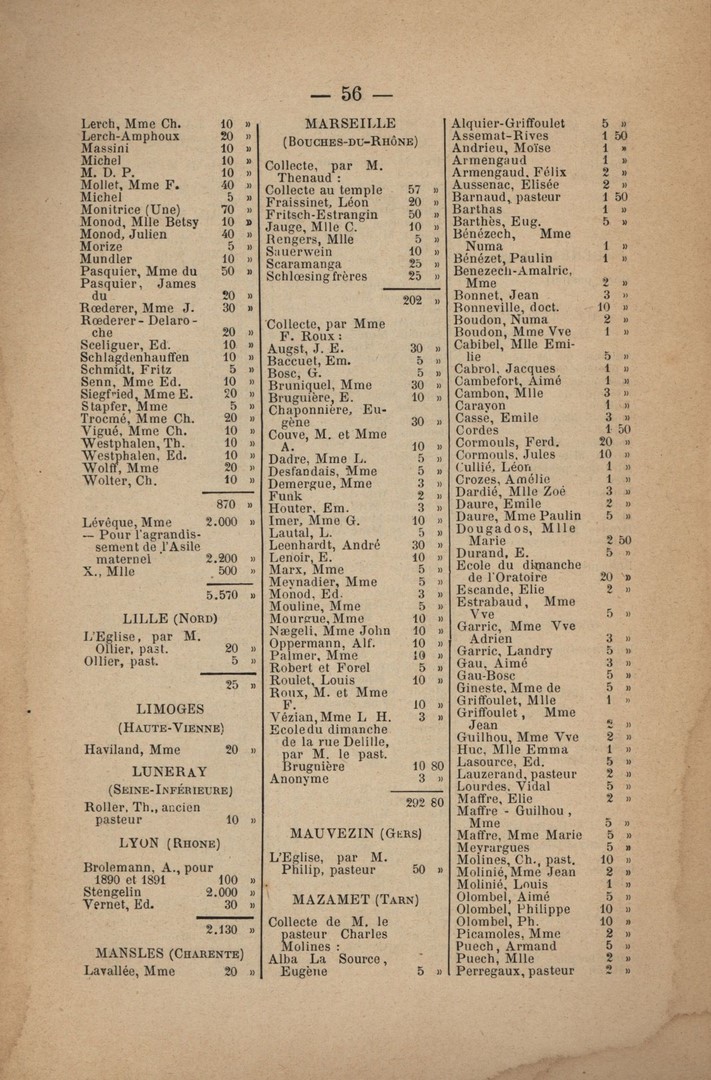 — 56 —
Lerch, Mme Ch. 10 »
Lerch-Amphoux 20 »
Massini 10 »
Michel 10 »
M. D. P. 10 »
Mollet, Mme F. 40 »
Michel 5 »
Monitrice (Une) 70 »
Monod, Mlle Betsy 10 »
Monod, Julien 40 »
Morize 5 »
Mundler 10 »
Pasquier, Mme du 50 »
Pasquier, James
du 20 »
Rœderer, Mme J. 30 »
Rœderer-Delaro-
che 20 »
Sceliguer, Ed. 10 »
Schlagdenhauffen 10 »
Schmidt, Fritz 5 »
Senn, Mme Ed. 10 »
Siegfried, Mme E. 20 »
Stapfer, Mme 5 »
Trocmé, Mme Ch. 20 »
Vigué, Mme Ch. 10 »
Westphalen, Th. 10 »
Westphalen, Ed. 10 »
Wolff, Mme 20 »
Wolter, Ch. 10 »
870 »
Lévêque, Mme 2.000 »
— Pour l'agrandis-
sement de l'Asile
maternel 2.200 »
X., Mlle 500 »
5.570 »
LILLE (NORD)
L'Eglise, par M.
Ollier, past. 20 »
Ollier, past. 5 »
25 »
LIMOGES
(HAUTE-VIENNE)
Haviland, Mme 20 »
LUNERAY
(SEINE-INFÉRIEURE)
Roller, Th., ancien
pasteur 10 »
LYON (RHONE)
Brolemann, A., pour
1890 et 1891 100 »
Stengelin 2.000 »
Vernet, Ed. 30 »
2.130 »
MANSLES (CHARENTE)
Lavallée, Mme 20 »
MARSEILLE
(BOUCHES-DU-RHÔNE)
Collecte, par M.
Thenaud :
Collecte au temple 57 »
Fraissinet, Léon 20 »
Fritsch-Estrangin 50 »
Jauge, Mlle C. 10 »
Rengers, Mlle 5 »
Sauerwein 10 »
Scaramanga 25 »
Schlœsing frères 25 »
202 »
Collecte, par Mme
F. Roux :
Augst, J. E. 30 »
Baccuet, Em. 5 »
Bosc, G. 5 »
Bruniquel, Mme 30 »
Bruguière, E. 10 »
Chaponnière, Eu-
gène 30 »
Couve, M. et Mme
A. 10 »
Dadre, Mme L. 5 »
Desfandais, Mme 5 »
Demergue, Mme 3 »
Funk 2 »
Houter, Em. 3 »
Imer, Mme G. 10 »
Lautal, L. 5 »
Leenhardt, André 30 »
Lenoir, E. 10 »
Marx, Mme 5 »
Meynadier, Mme 5 »
Monod, Ed. 3 »
Mouline, Mme 5 »
Mourgue, Mme 10 »
Nægeli, Mme John 10 »
Oppermann, Alf. 10 »
Palmer, Mme 10 »
Robert et Forel 5 »
Roulet, Louis 10 »
Roux, M. et Mme
F. 10 »
Vézian, Mme L H. 3 »
Ecole du dimanche
de la rue Delille,
par M. le past.
Bruguière 10 80
Anonyme 3 »
292 80
MAUVEZIN (GERS)
L'Eglise, par M.
Philip, pasteur 50 »
MAZAMET (TARN)
Collecte de M. le
pasteur Charles
Molines :
Alba La Source,
Eugène 5 »
Alquier-Griffoulet 5 »
Assemat-Rives 1 50
Andrieu, Moïse 1 »
Armengaud 1 »
Armengaud, Félix 2 »
Aussenac, Elisée 2 »
Barnaud, pasteur 1 50
Barthas 1 »
Barthès, Eug. 5 »
Bénézech, Mme
Numa 1 »
Bénézet, Paulin 1 »
Benezech-Amalric,
Mme 2 »
Bonnet, Jean 3 »
Bonneville, doct. 10 »
Boudon, Numa 2 »
Boudon, Mme Vve 1 »
Cabibel, Mlle Emi-
lie 5 »
Cabrol, Jacques 1 »
Cambefort, Aimé 1 »
Cambon, Mlle 3 »
Carayon 1 »
Casse, Emile 3 »
Cordes 1 50
Cormouls, Ferd. 20 »
Cormouls, Jules 10 »
Cullié, Léon 1 »
Crozes, Amélie 1 »
Dardié, Mlle Zoé 3 »
Daure, Emile 2 »
Daure, Mme Paulin 5 »
Dougados, Mlle
Marie 2 50
Durand, E. 5 »
Ecole du dimanche
de l'Oratoire 20 »
Escande, Elie 2 »
Estrabaud, Mme
Vve 5 »
Garric, Mme Vve
Adrien 3 »
Garric, Landry 5 »
Gau, Aimé 3 »
Gau-Bosc 5 »
Gineste, Mme de 5 »
Griffoulet, Mlle 1 »
Griffoulet, Mme
Jean 2 »
Guilhou, Mme Vve 2 »
Huc, Mlle Emma 1 »
Lasource, Ed. 5 »
Lauzerand, pasteur 2 »
Lourdes, Vidal 5 »
Maffre, Elie 2 »
Maffre - Guilhou,
Mme 5 »
Maffre, Mme Marie 5 »
Meyrargues 5 »
Molines, Ch., past. 10 »
Molinié, Mme Jean 2 »
Molinié, Louis 1 »
Olombel, Aimé 5 »
Olombel, Philippe 10 »
Olombel, Ph. 10 »
Picamoles, Mme 2 »
Puech, Armand 5 »
Puech, Mlle 2 »
Perregaux, pasteur 2 »